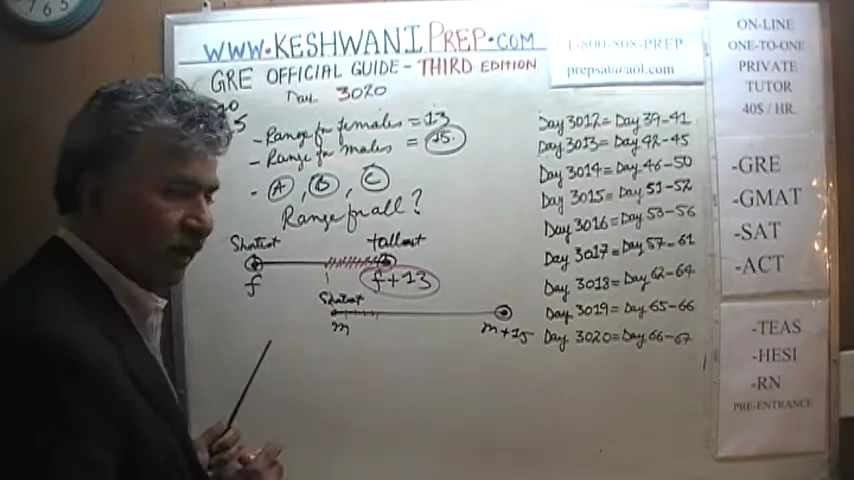 7 6 5
WWW.KESHWANIPREP.COM
GRE OFFICIAL GUIDE - THIRD EDITION
Day 3020
- Range for females = 13
- Range for males = 15.
- A, B, C
Range for all?
Shortest tallest
f f+13
Shortest
m m+15
1-800-808-PREP
prepsat@aol.com
Day 3012 = Day 39-41
Day 3013 = Day 42-45
Day 3014 = Day 46-50
Day 3015 = Day 51-52
Day 3016 = Day 53-56
Day 3017 = Day 57-61
Day 3018 = Day 62-64
Day 3019 = Day 65-66
Day 3020 = Day 66-67
ON-LINE
ONE-TO-ONE
PRIVATE
TUTOR
40$ / HR.
-GRE
-GMAT
-SAT
-ACT
-TEAS
-HESI
-RN
PRE-ENTRANCE